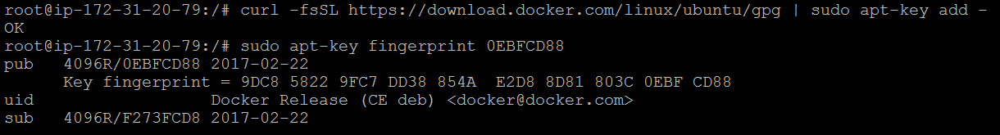 root@ip-172-31-20-79:/# curl -fsSL https://download.docker.com/linux/ubuntu/gpg | sudo apt-key add -
OK
root@ip-172-31-20-79:/# sudo apt-key fingerprint 0EBFCD88
pub   4096R/0EBFCD88 2017-02-22
      Key fingerprint = 9DC8 5822 9FC7 DD38 854A  E2D8 8D81 803C 0EBF CD88
uid                  Docker Release (CE deb) <docker@docker.com>
sub   4096R/F273FCD8 2017-02-22